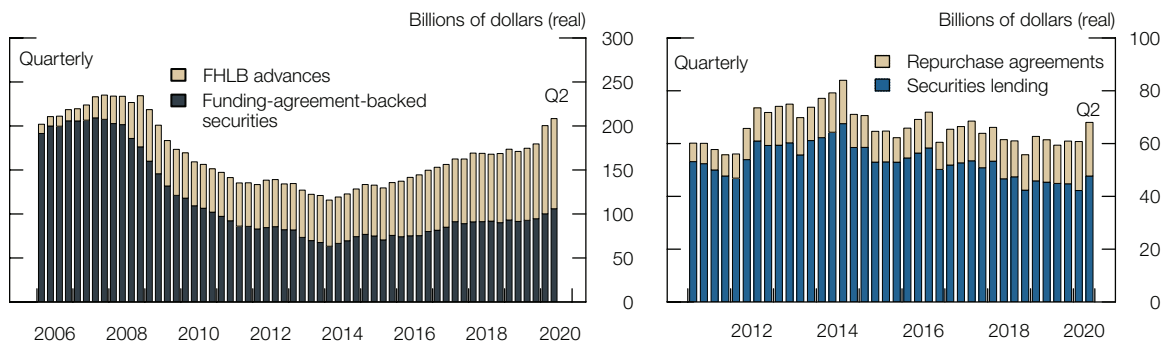 Billions of dollars (real)
300
Quarterly
FHLB advances
250
Funding-agreement-backed
securities
Q2
200
150
100
50
0
2006 2008 2010 2012 2014 2016 2018 2020
Billions of dollars (real)
100
Quarterly
Repurchase agreements
Securities lending
80
Q2
60
40
20
0
2012 2014 2016 2018 2020